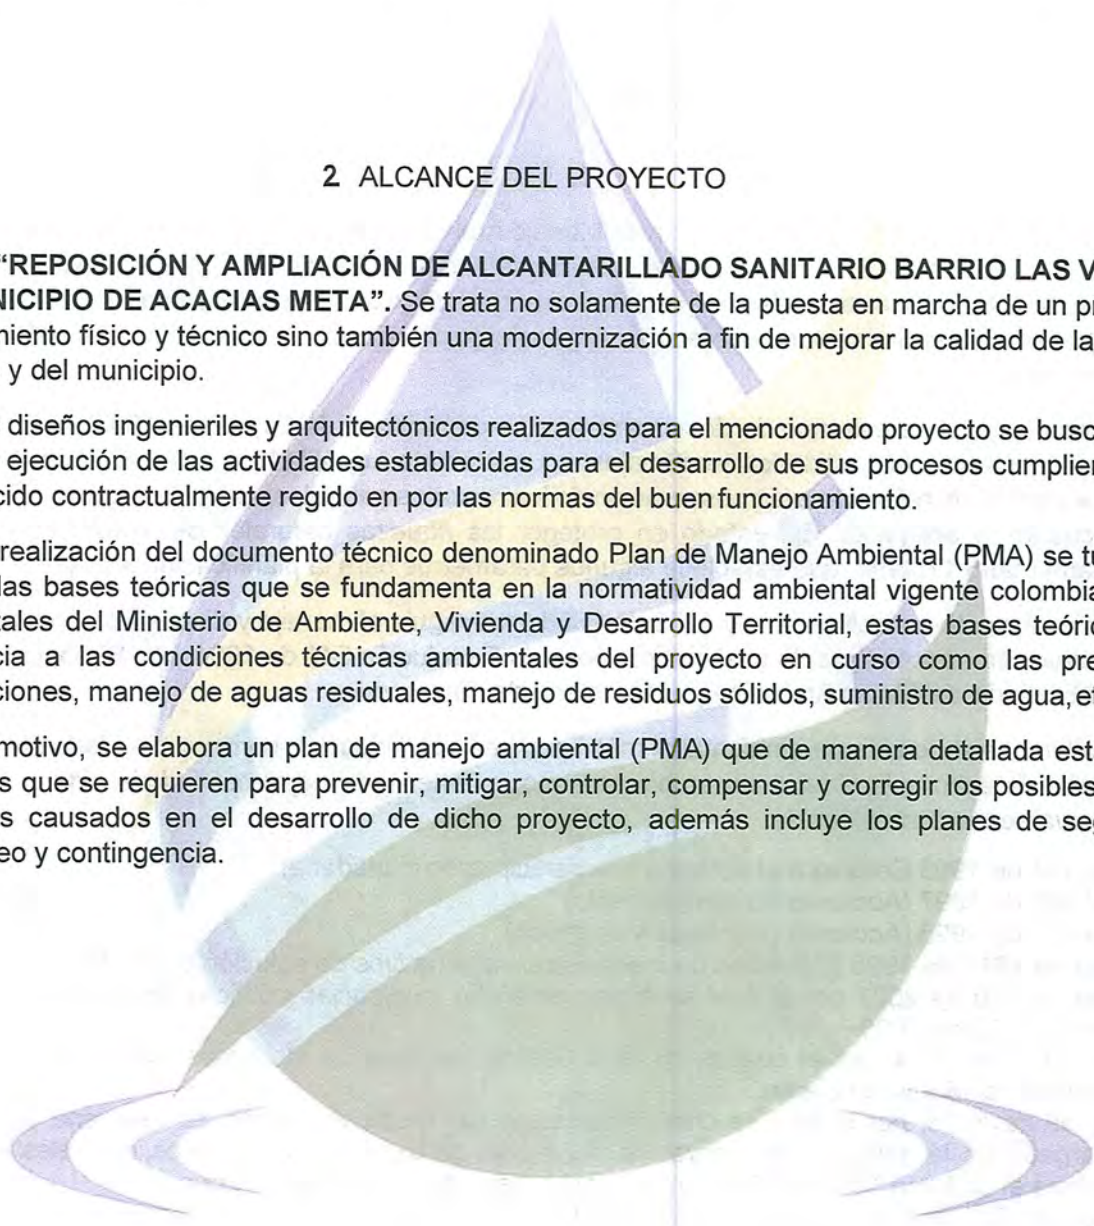 2 ALCANCE DEL PROYECTO
“REPOSICIÓN Y AMPLIACIÓN DE ALCANTARILLADO SANITARIO BARRIO LAS V
NICIPIO DE ACACIAS META”. Se trata no solamente de la puesta en marcha de un pr
miento físico y técnico sino también una modernización a fin de mejorar la calidad de la
y del municipio.
diseños ingenieriles y arquitectónicos realizados para el mencionado proyecto se busc
ejecución de las actividades establecidas para el desarrollo de sus procesos cumplien
cido contractualmente regido en por las normas del buen funcionamiento.
realización del documento técnico denominado Plan de Manejo Ambiental (PMA) se tu
las bases teóricas que se fundamenta en la normatividad ambiental vigente colombia
tales del Ministerio de Ambiente, Vivienda y Desarrollo Territorial, estas bases teóric
cia a las condiciones técnicas ambientales del proyecto en curso como las pre
ciones, manejo de aguas residuales, manejo de residuos sólidos, suministro de agua, et
motivo, se elabora un plan de manejo ambiental (PMA) que de manera detallada est
s que se requieren para prevenir, mitigar, controlar, compensar y corregir los posibles
s causados en el desarrollo de dicho proyecto, además incluye los planes de seg
eo y contingencia.